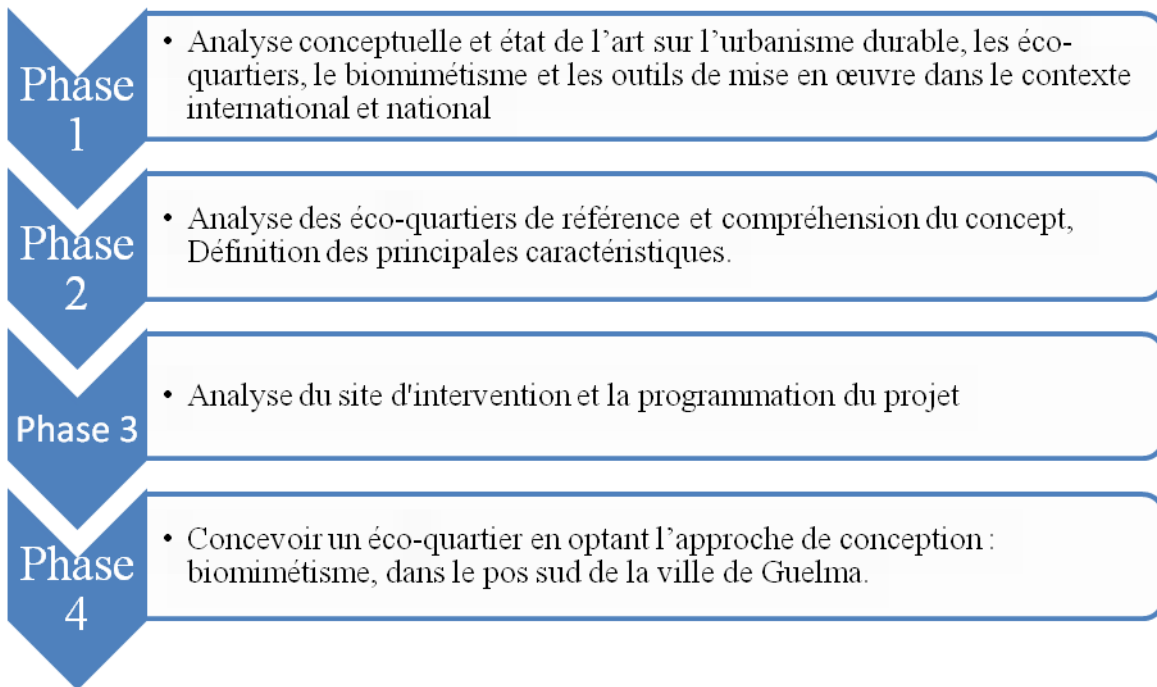 Phase
1
• Analyse conceptuelle et état de l’art sur l’urbanisme durable, les éco-
quartiers, le biomimétisme et les outils de mise en œuvre dans le contexte
international et national
Phase
2
• Analyse des éco-quartiers de référence et compréhension du concept,
Définition des principales caractéristiques.
Phase 3
• Analyse du site d'intervention et la programmation du projet
Phase
4
• Concevoir un éco-quartier en optant l’approche de conception :
biomimétisme, dans le pos sud de la ville de Guelma.